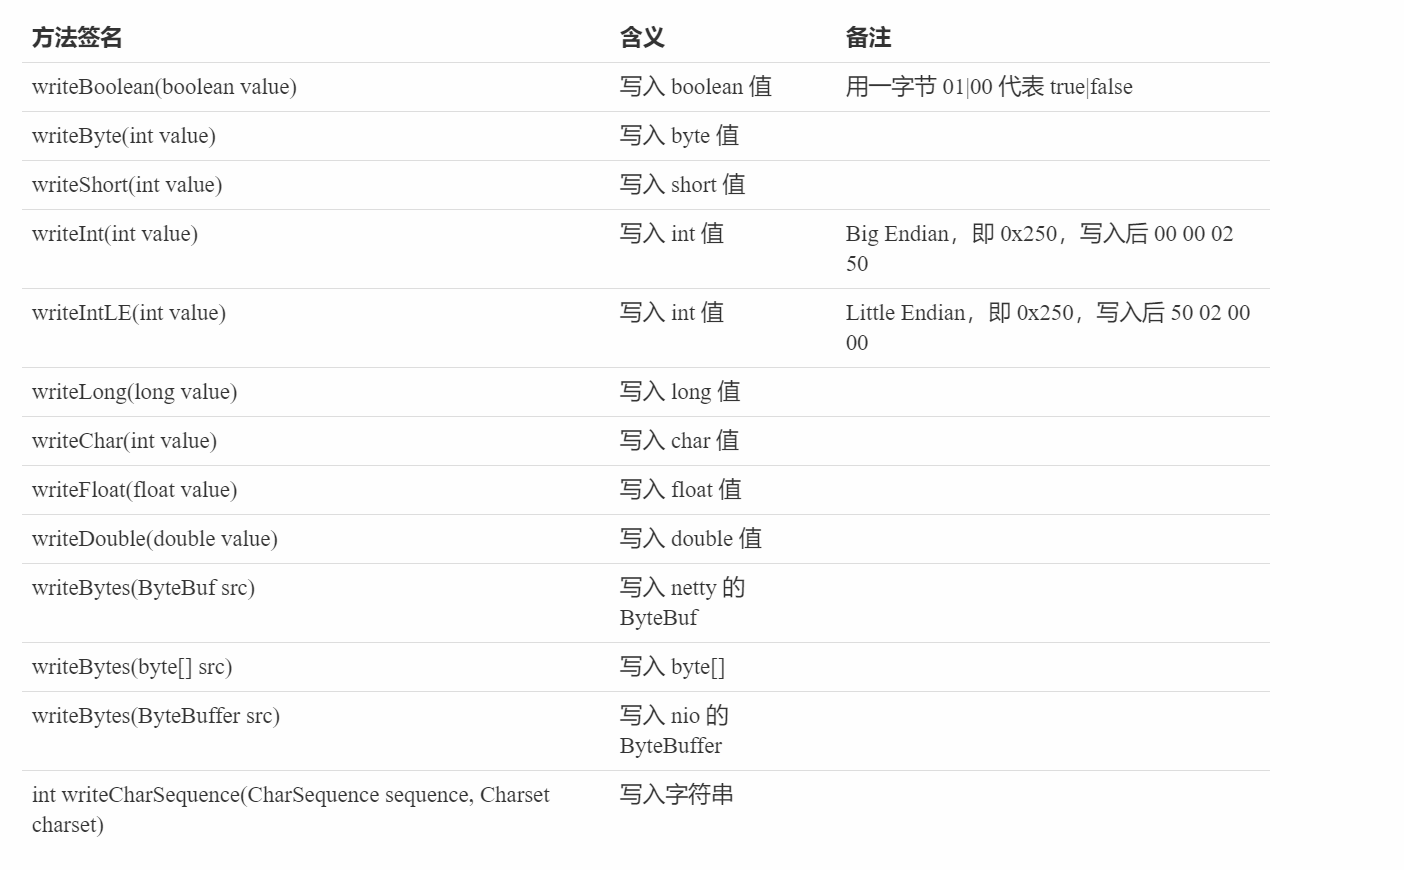 方法签名 含义 备注
writeBoolean(boolean value) 写入 boolean 值 用一字节 01|00 代表 true|false
writeByte(int value) 写入 byte 值
writeShort(int value) 写入 short 值
writeInt(int value) 写入 int 值 Big Endian，即 0x250，写入后 00 00 02
50
writeIntLE(int value) 写入 int 值 Little Endian，即 0x250，写入后 50 02 00
00
writeLong(long value) 写入 long 值
writeChar(int value) 写入 char 值
writeFloat(float value) 写入 float 值
writeDouble(double value) 写入 double 值
writeBytes(ByteBuf src) 写入 netty 的
ByteBuf
writeBytes(byte[] src) 写入 byte[]
writeBytes(ByteBuffer src) 写入 nio 的
ByteBuffer
int writeCharSequence(CharSequence sequence, Charset 写入字符串
charset)